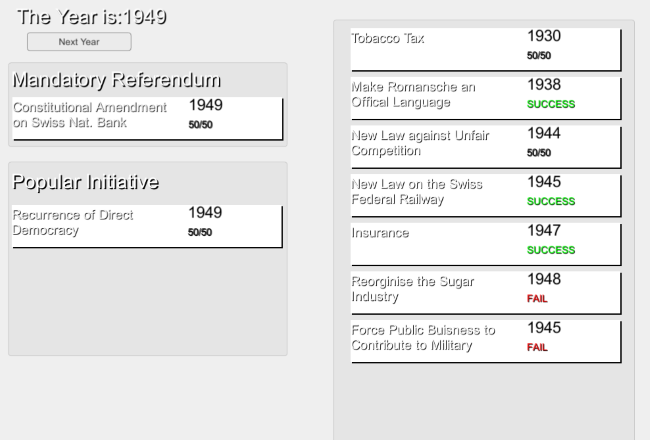 The Year is:1949
Next Year
Mandatory Referendum
Constitutional Amendment
on Swiss Nat. Bank
1949
50/50
Popular Initiative
Recurrence of Direct
Democracy
1949
50/50
Tobacco Tax
1930
50/50
Make Romansche an
Offical Language
1938
SUCCESS
New Law against Unfair
Competition
1944
50/50
New Law on the Swiss
Federal Railway
1945
SUCCESS
Insurance
1947
SUCCESS
Reorginise the Sugar
Industry
1948
FAIL
Force Public Buisness to
Contribute to Military
1945
FAIL